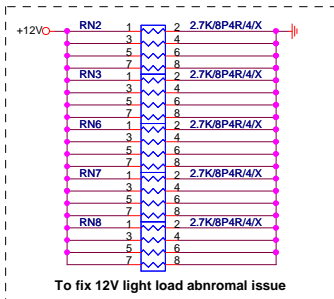 +12V RN2 1 2 2.7K/8P4R/4/X
3 4
5 6
7 8
RN3 1 2 2.7K/8P4R/4/X
3 4
5 6
7 8
RN6 1 2 2.7K/8P4R/4/X
3 4
5 6
7 8
RN7 1 2 2.7K/8P4R/4/X
3 4
5 6
7 8
RN8 1 2 2.7K/8P4R/4/X
3 4
5 6
7 8
To fix 12V light load abnromal issue